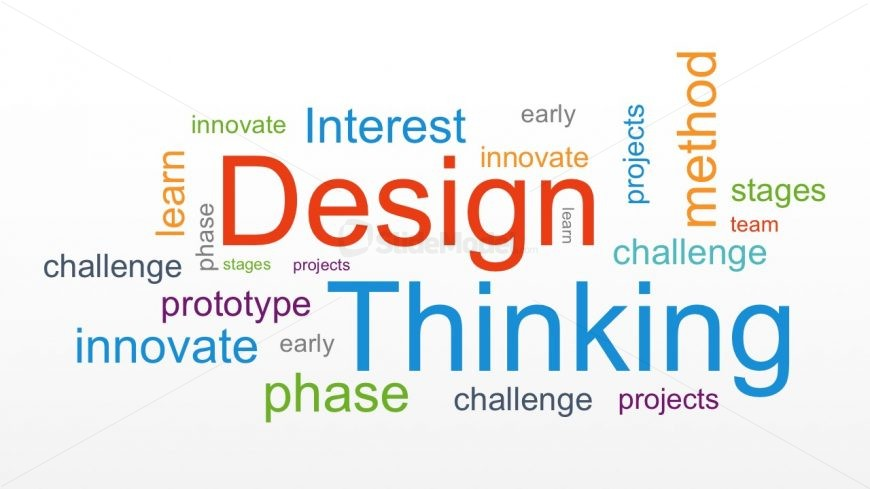 method
early
projects
Interest
innovate
innovate
learn
Design
stages
phase
learn
team
challenge
challenge
stages
projects
SlideModel
prototype
Thinking
innovate
early
phase
challenge
projects